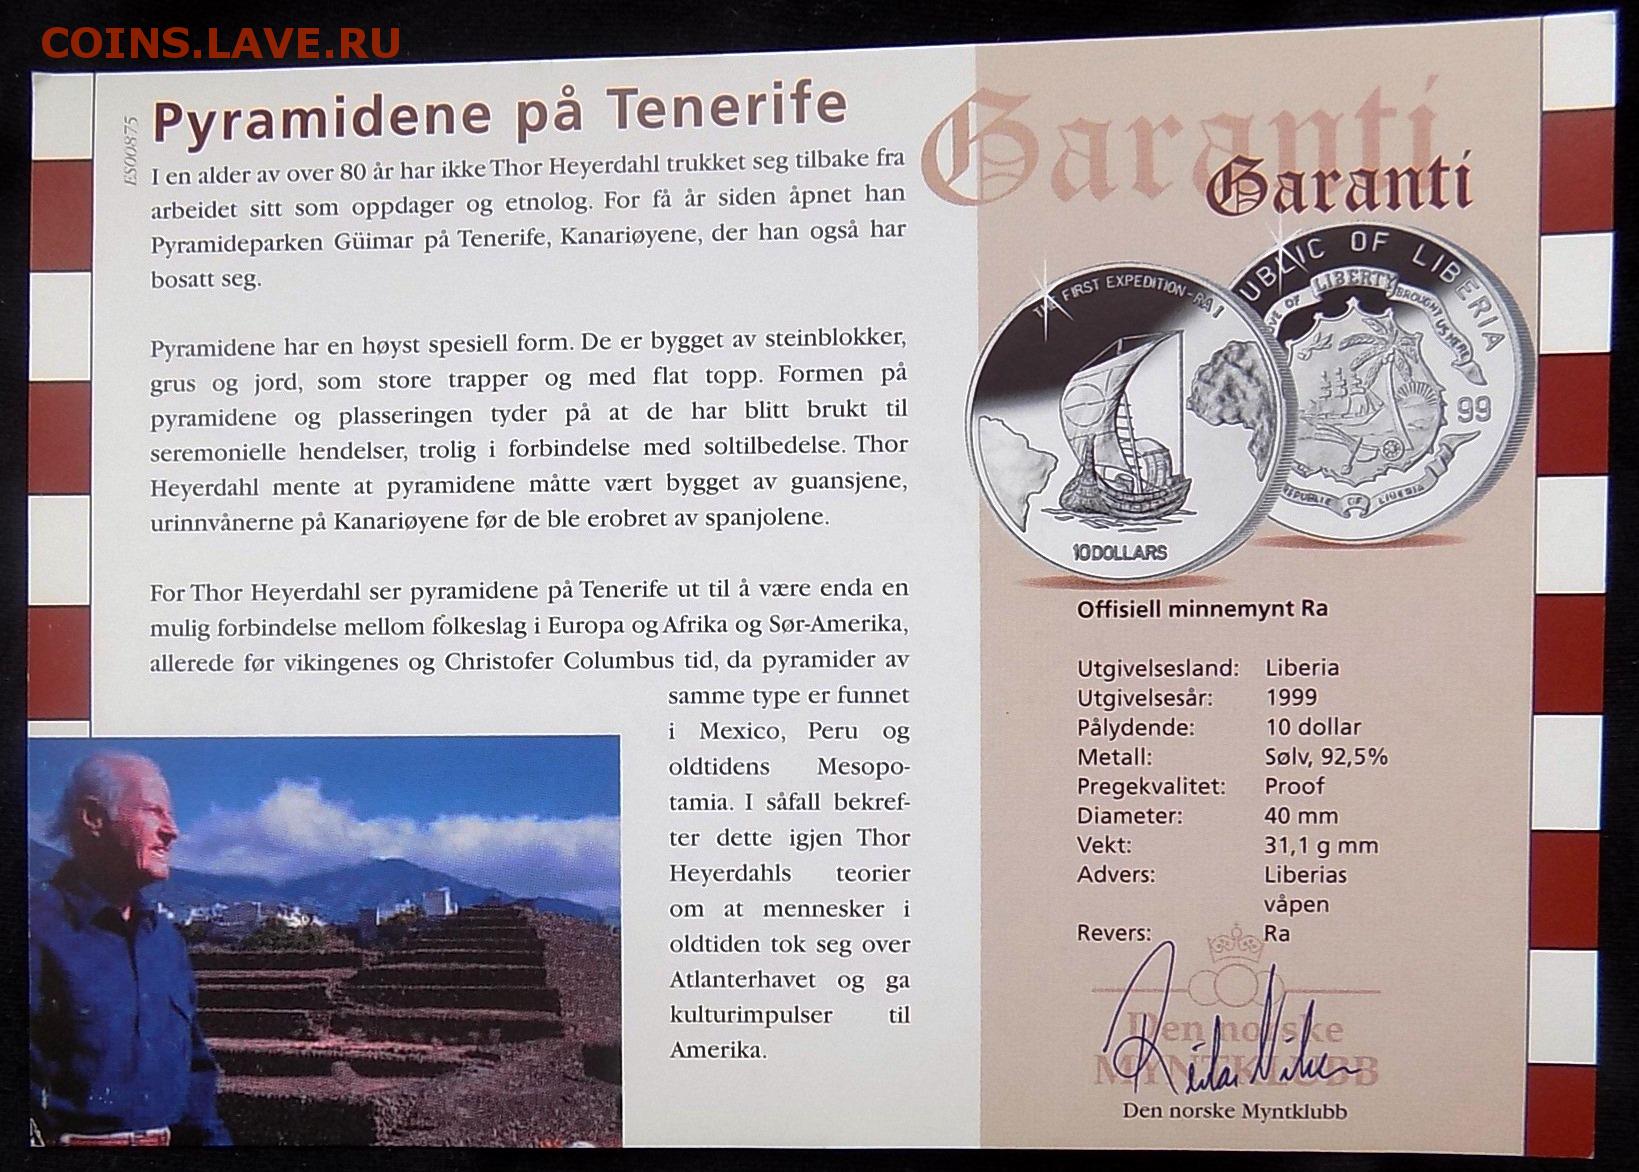 COINS.LAVE.RU
ES00875
Pyramidene på Tenerife
I en alder av over 80 år har ikke Thor Heyerdahl trukket seg tilbake fra
arbeidet sitt som oppdager og etnolog. For få år siden åpnet han
Pyramideparken Güimar på Tenerife, Kanariøyene, der han også har
bosatt seg.
Pyramidene har en høyst spesiell form. De er bygget av steinblokker,
grus og jord, som store trapper og med flat topp. Formen på
pyramidene og plasseringen tyder på at de har blitt brukt til
seremonielle hendelser, trolig i forbindelse med soltilbedelse. Thor
Heyerdahl mente at pyramidene måtte vært bygget av guansjene,
urinnvånerne på Kanariøyene før de ble erobret av spanjolene.
For Thor Heyerdahl ser pyramidene på Tenerife ut til å være enda en
mulig forbindelse mellom folkeslag i Europa og Afrika og Sør-Amerika,
allerede før vikingenes og Christofer Columbus tid, da pyramider av
samme type er funnet
i Mexico, Peru og
oldtidens Mesopo-
tamia. I såfall bekref-
ter dette igjen Thor
Heyerdahls teorier
om at mennesker i
oldtiden tok seg over
Atlanterhavet og ga
kulturimpulser til
Amerika.
Garanti
Garanti
THE FIRST EXPEDITION-RA I
10 DOLLARS
UBLIC OF LIBERIA
OVE OF LIBERTY BROUGHT US HERE
99
REPUBLIC OF LIBERIA
Offisiell minnemynt Ra
Utgivelsesland: Liberia
Utgivelsesår: 1999
Pålydende: 10 dollar
Metall: Sølv, 92,5%
Pregekvalitet: Proof
Diameter: 40 mm
Vekt: 31,1 g mm
Advers: Liberias
våpen
Revers: Ra
Den norske
MYNTKLUBB
Den norske Myntklubb